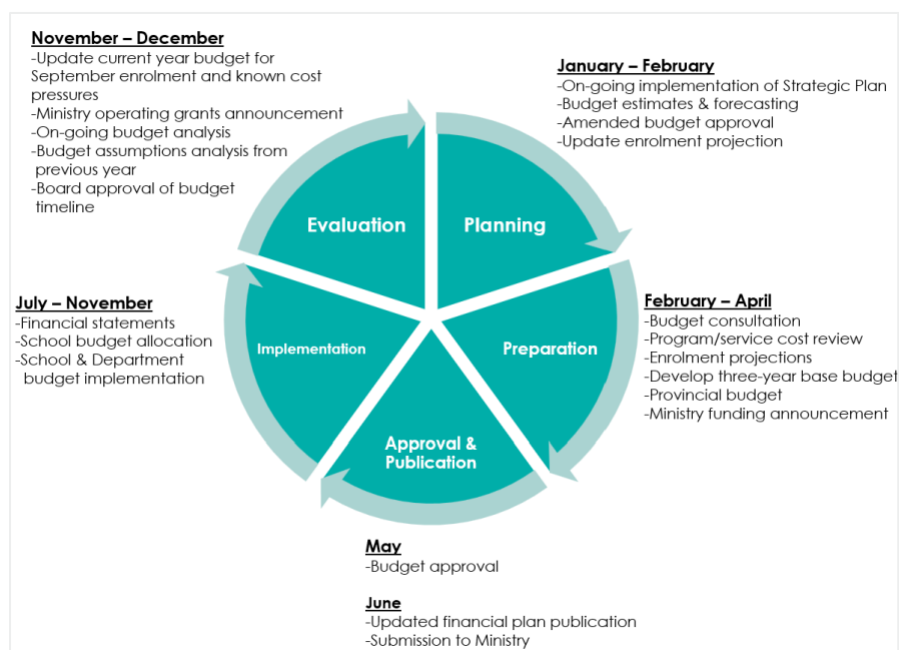 November – December
-Update current year budget for
September enrolment and known cost
pressures
-Ministry operating grants announcement
-On-going budget analysis
-Budget assumptions analysis from
previous year
-Board approval of budget
timeline
January – February
-On-going implementation of Strategic Plan
-Budget estimates & forecasting
-Amended budget approval
-Update enrolment projection
Evaluation
Planning
July – November
-Financial statements
-School budget allocation
-School & Department
budget implementation
Implementation
Preparation
February – April
-Budget consultation
-Program/service cost review
-Enrolment projections
-Develop three-year base budget
-Provincial budget
-Ministry funding announcement
Approval &
Publication
May
-Budget approval
June
-Updated financial plan publication
-Submission to Ministry